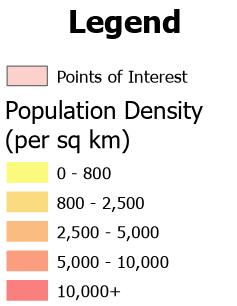 Legend
Points of Interest
Population Density
(per sq km)
0 - 800
800 - 2,500
2,500 - 5,000
5,000 - 10,000
10,000+